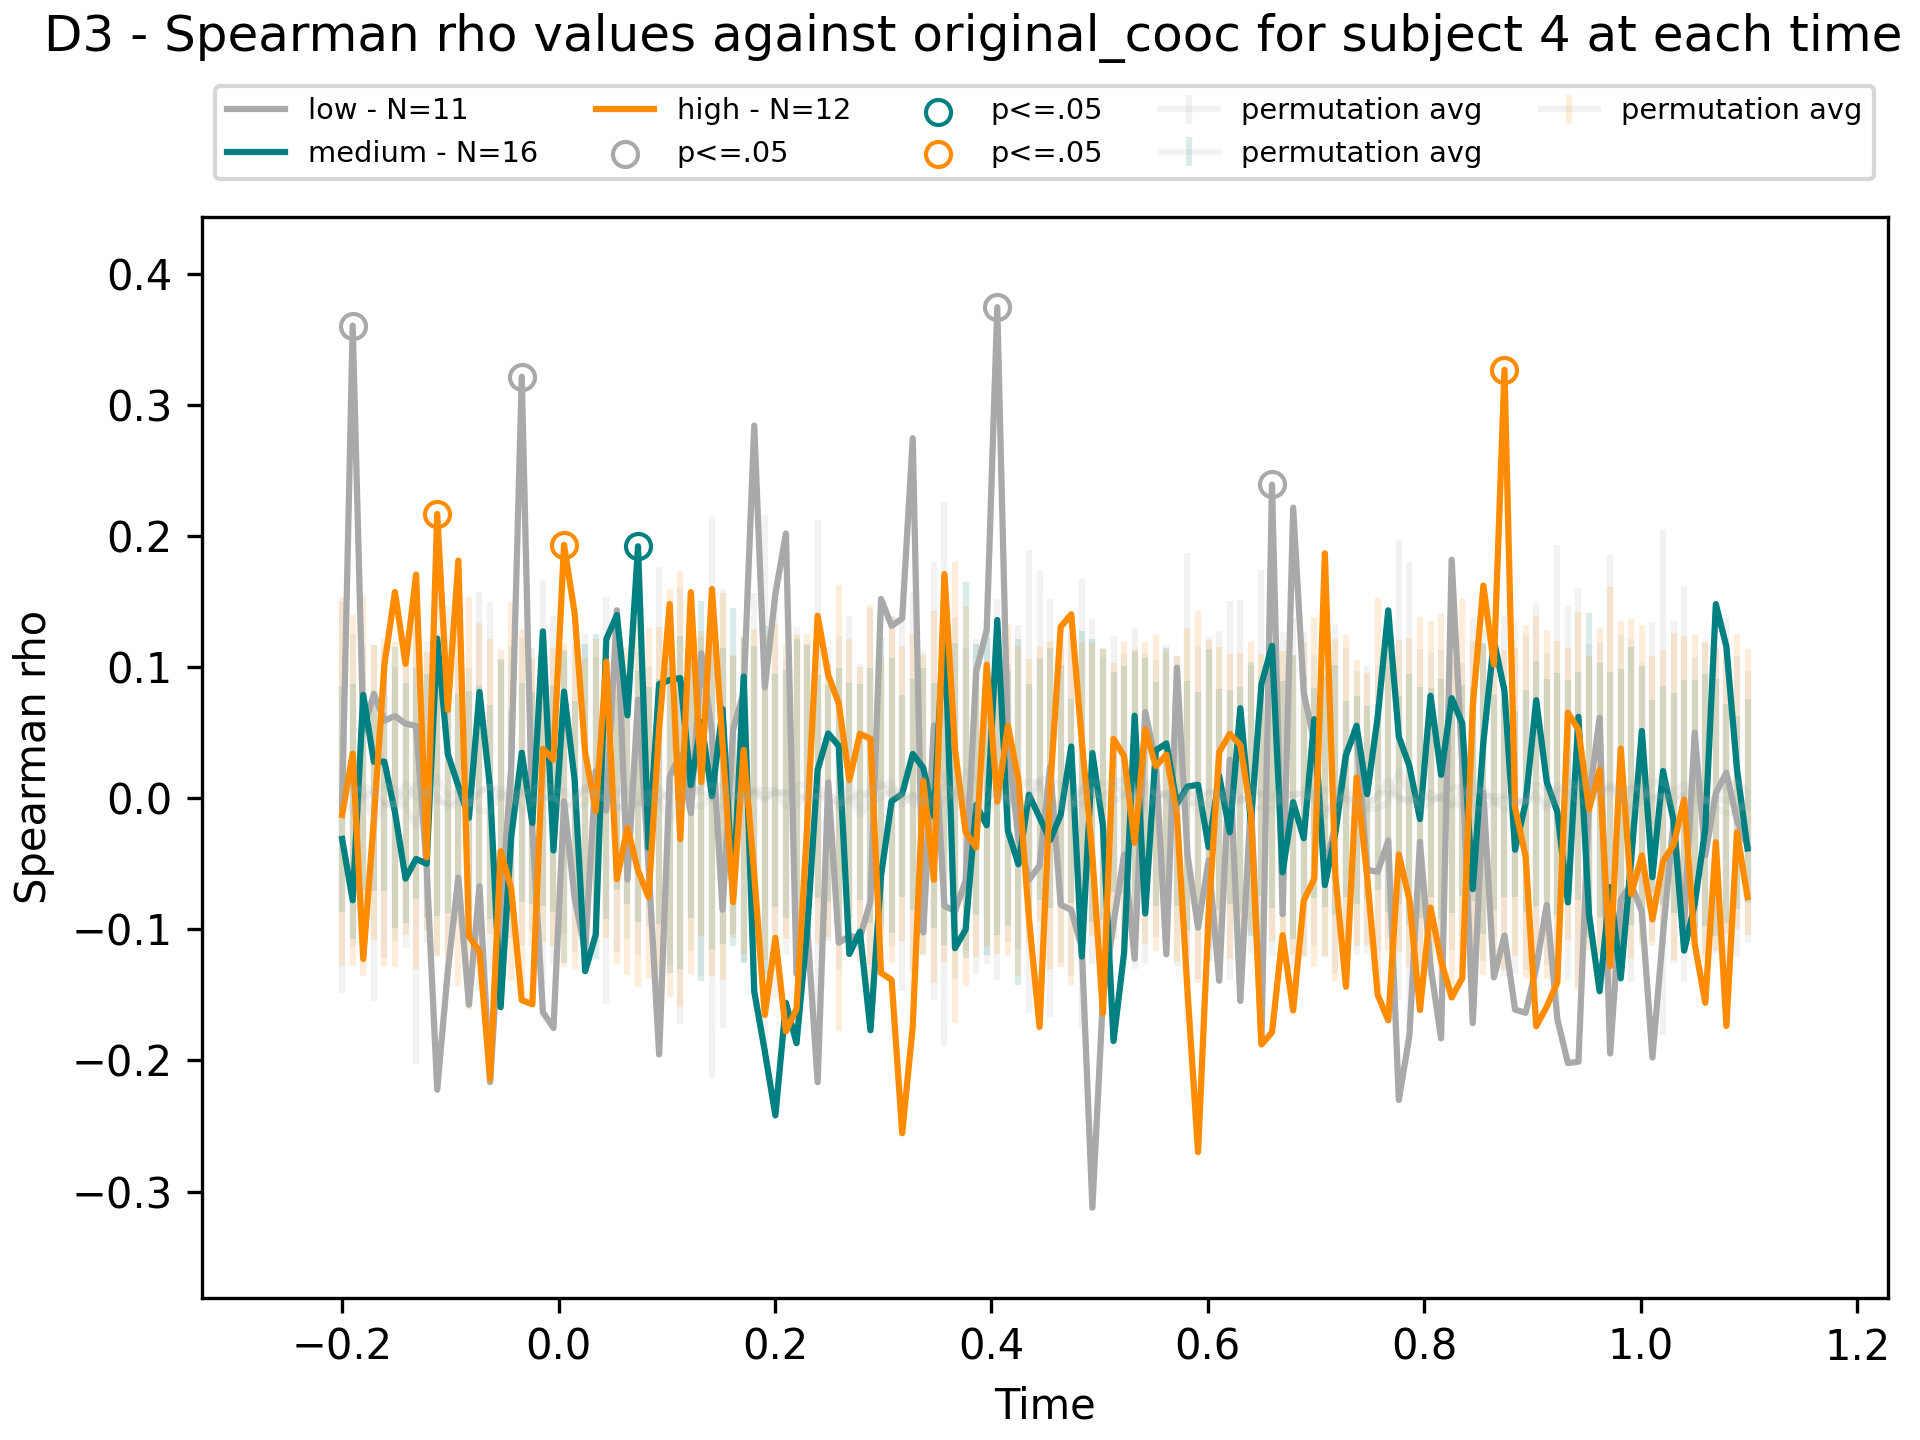 D3 - Spearman rho values against original_cooc for subject 4 at each time
low - N=11
medium - N=16
high - N=12
p<=.05
p<=.05
p<=.05
permutation avg
permutation avg
permutation avg
Spearman rho
0.4
0.3
0.2
0.1
0.0
−0.1
−0.2
−0.3
−0.2 0.0 0.2 0.4 0.6 0.8 1.0 1.2
Time